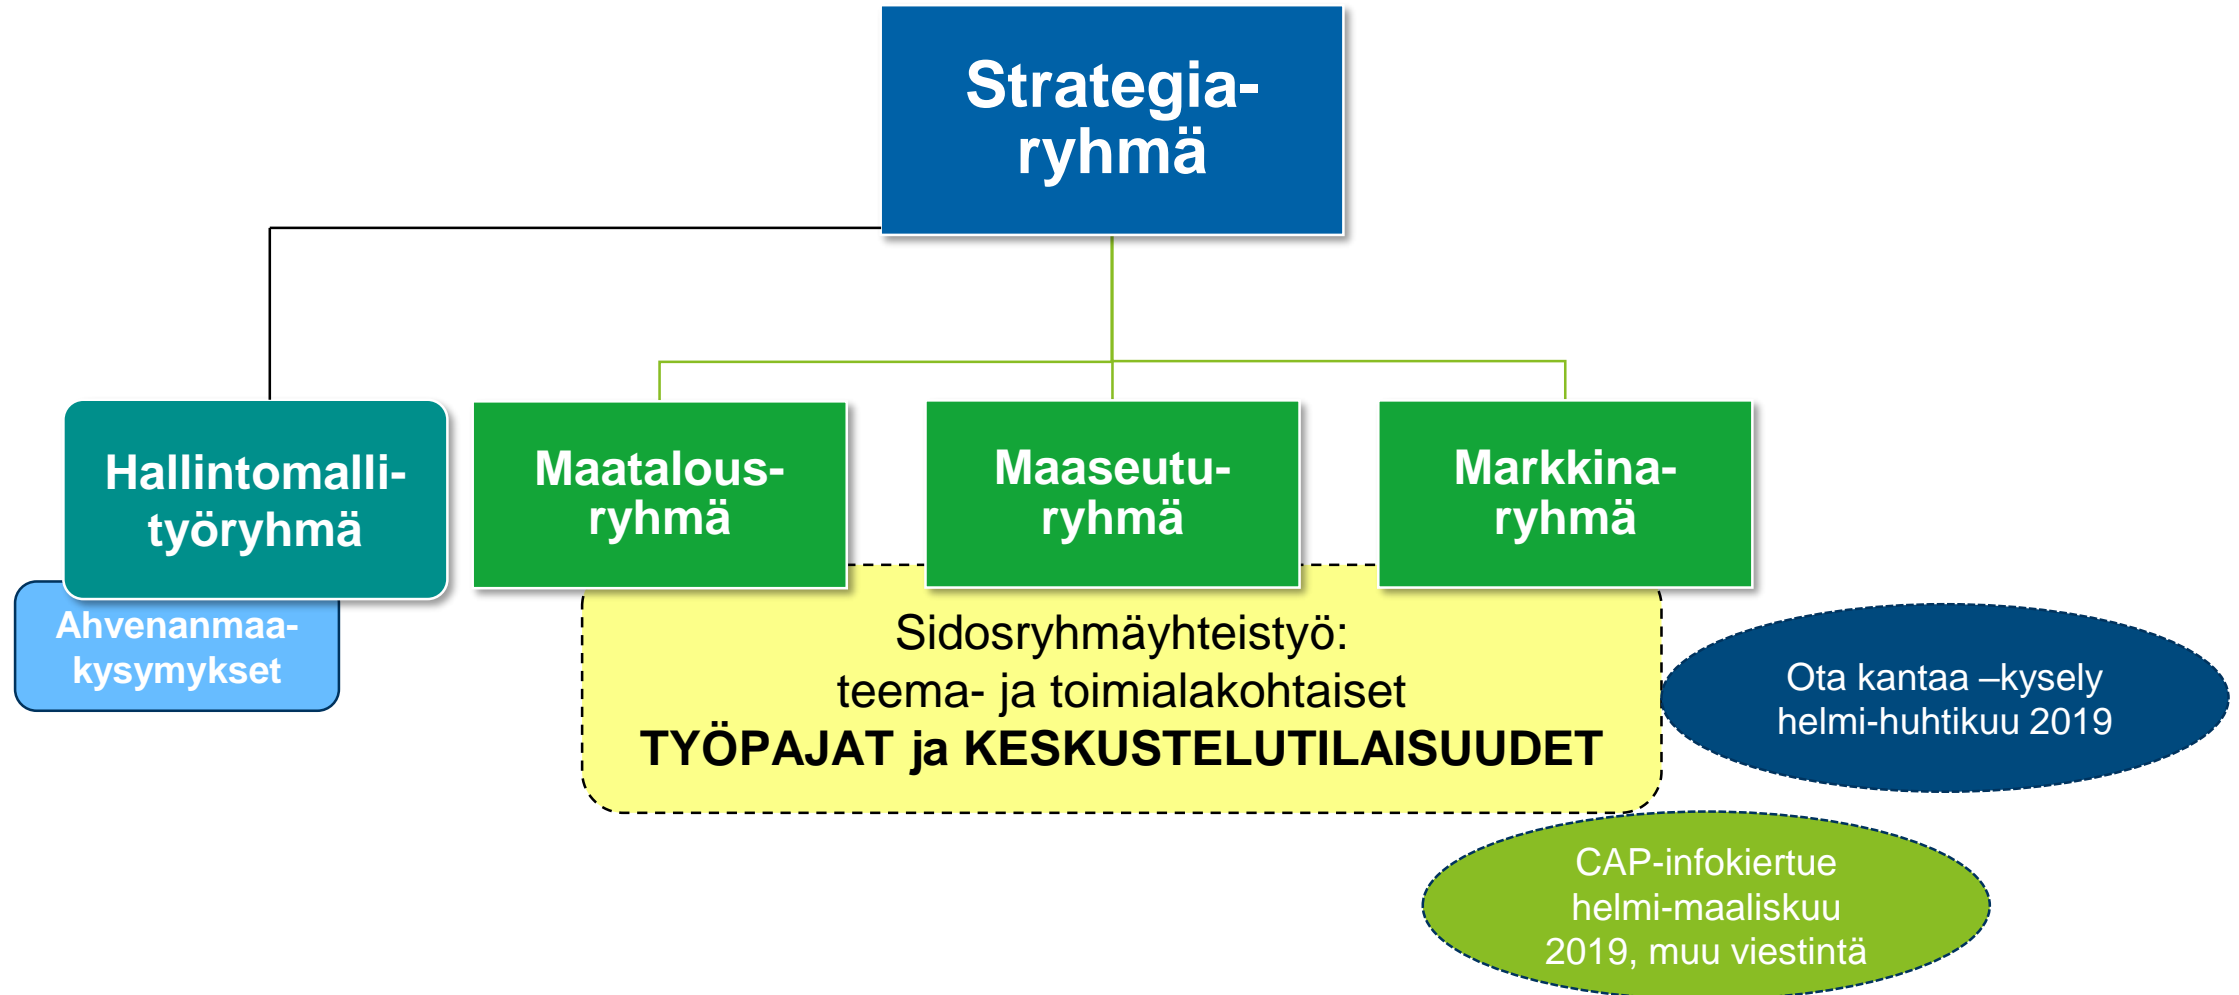 Strategia-
ryhmä
Hallintomalli-
työryhmä
Maatalous-
ryhmä
Maaseutu-
ryhmä
Markkina-
ryhmä
Ahvenanmaa-
kysymykset
Sidosryhmäyhteistyö:
teema- ja toimialakohtaiset
TYÖPAJAT ja KESKUSTELUTILAISUUDET
Ota kantaa –kysely
helmi-huhtikuu 2019
CAP-infokiertue
helmi-maaliskuu
2019, muu viestintä